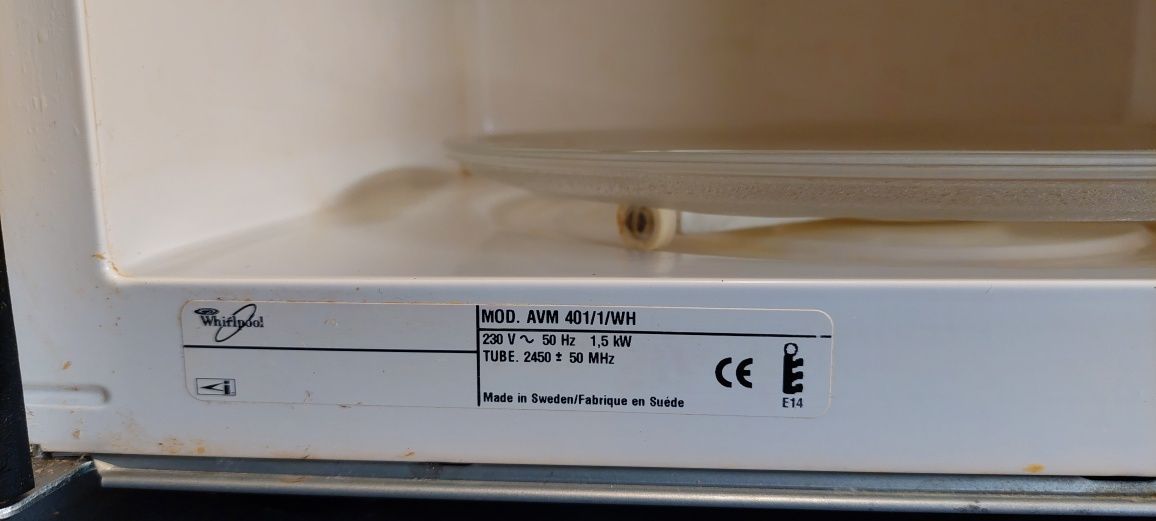 Whirlpool
MOD. AVM 401/1/WH
230 V ~ 50 Hz 1,5 kW
TUBE. 2450 ± 50 MHz
CE
Made in Sweden/Fabrique en Suéde
E14